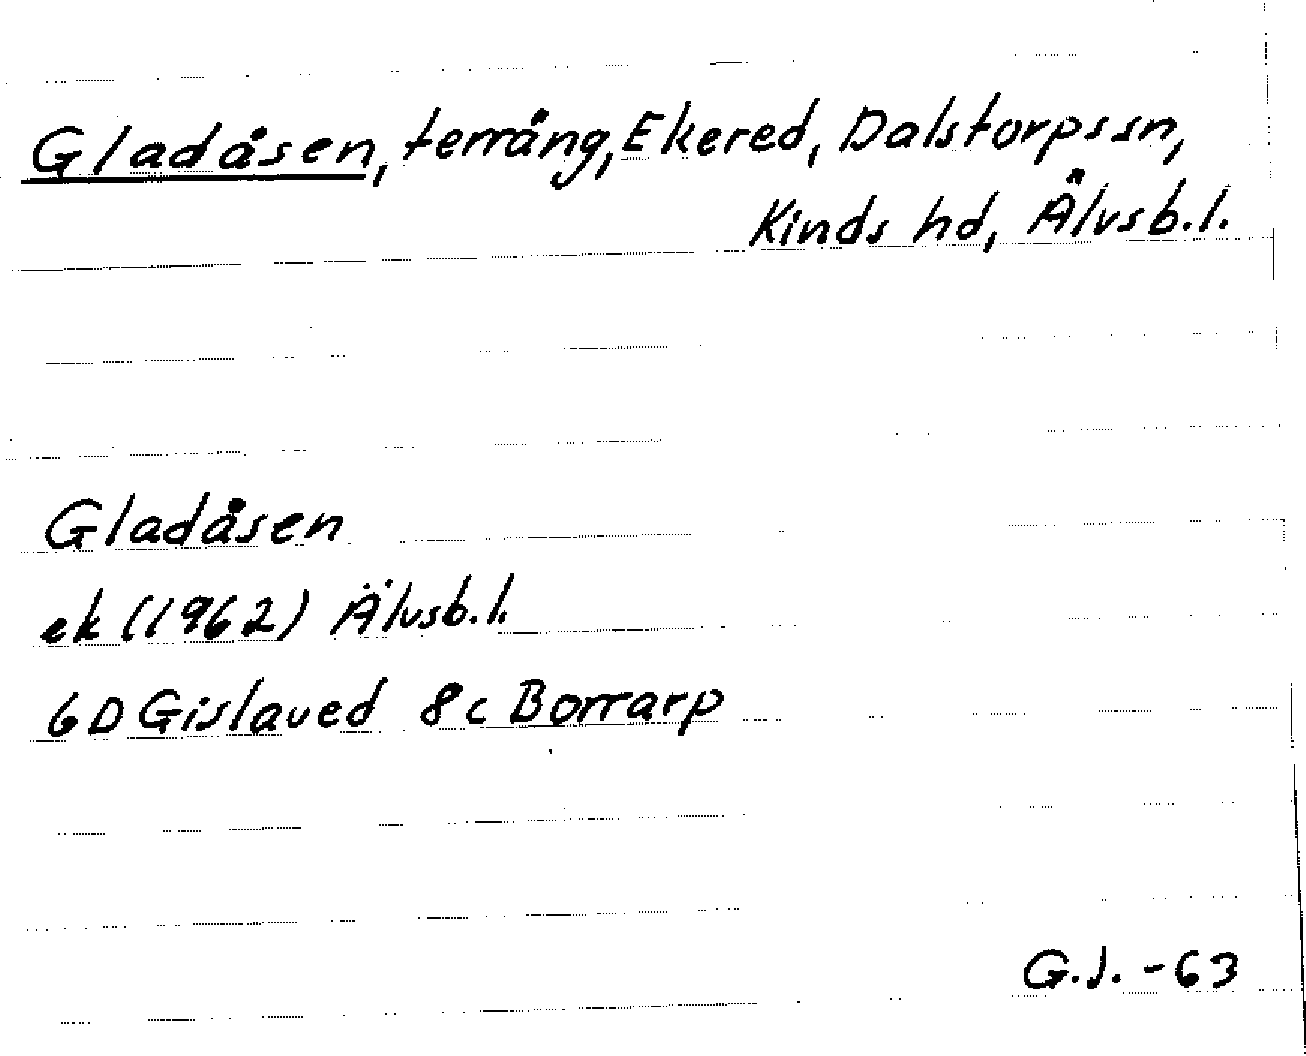 Gladåsen, terräng, Ekered, Dalstorps sn,
Kinds hd, Älvsb.l.
Gladåsen
ek (1962) Älvsb.l.
6D Gislaved 8c Borrarp
G.J. -63